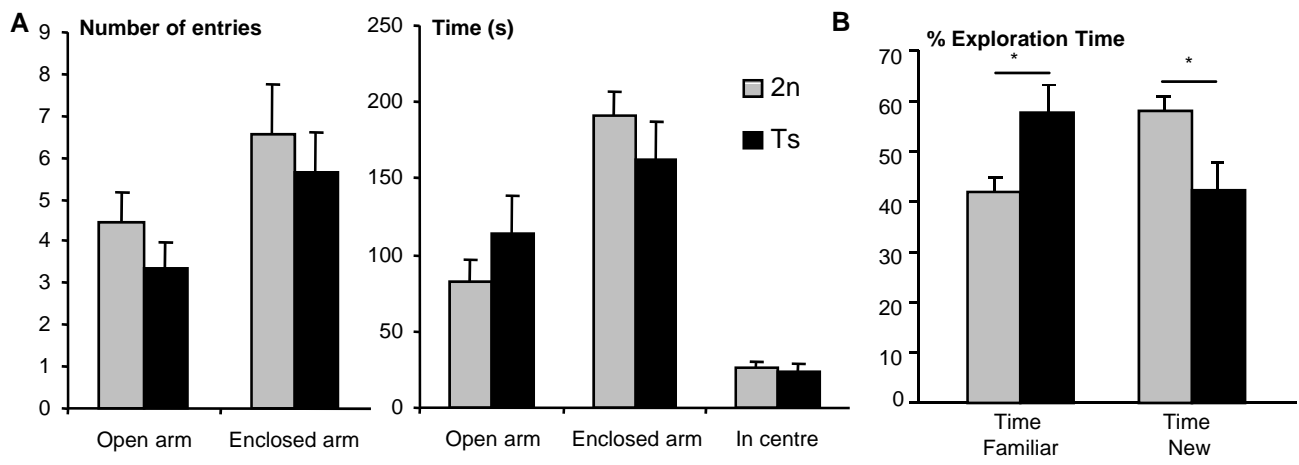 A
Number of entries
9
8
7
6
5
4
3
2
1
0
Open arm
Enclosed arm
Time (s)
250
200
150
100
50
0
2n
Ts
Open arm
Enclosed arm
In centre
B
% Exploration Time
70
60
50
40
70
20
10
0
*
*
Time
Familiar
Time
New